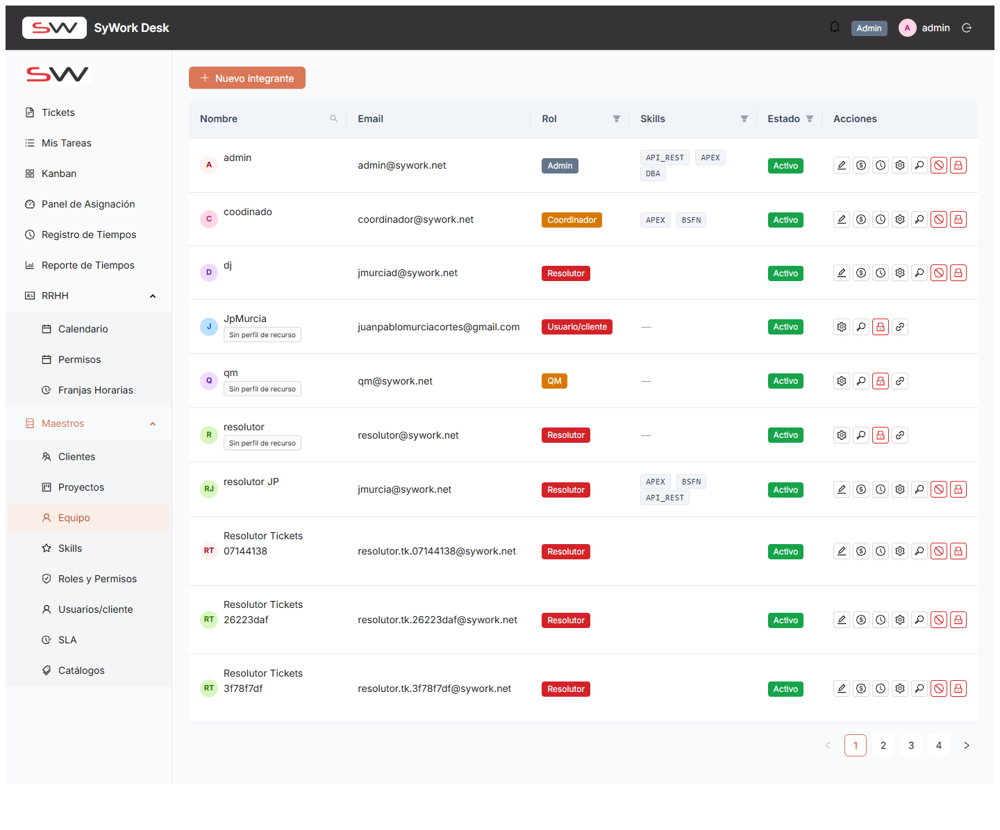 SW SyWork Desk Admin A admin
SW
Tickets
Mis Tareas
Kanban
Panel de Asignación
Registro de Tiempos
Reporte de Tiempos
RRHH
Calendario
Permisos
Franjas Horarias
Maestros
Clientes
Proyectos
Equipo
Skills
Roles y Permisos
Usuarios/cliente
SLA
Catálogos
+ Nuevo integrante
Nombre Email Rol Skills Estado Acciones
A admin admin@sywork.net Admin API_REST APEX Activo
DBA
C coodinado coordinador@sywork.net Coordinador APEX BSFN Activo
D dj jmurciad@sywork.net Resolutor Activo
J JpMurcia juanpablomurciacortes@gmail.com Usuario/cliente — Activo
Sin perfil de recurso
Q qm qm@sywork.net QM — Activo
Sin perfil de recurso
R resolutor resolutor@sywork.net Resolutor — Activo
Sin perfil de recurso
RJ resolutor JP jmurcia@sywork.net Resolutor APEX BSFN Activo
API_REST
RT Resolutor Tickets
07144138 resolutor.tk.07144138@sywork.net Resolutor Activo
RT Resolutor Tickets
26223daf resolutor.tk.26223daf@sywork.net Resolutor Activo
RT Resolutor Tickets
3f78f7df resolutor.tk.3f78f7df@sywork.net Resolutor Activo
< 1 2 3 4 >